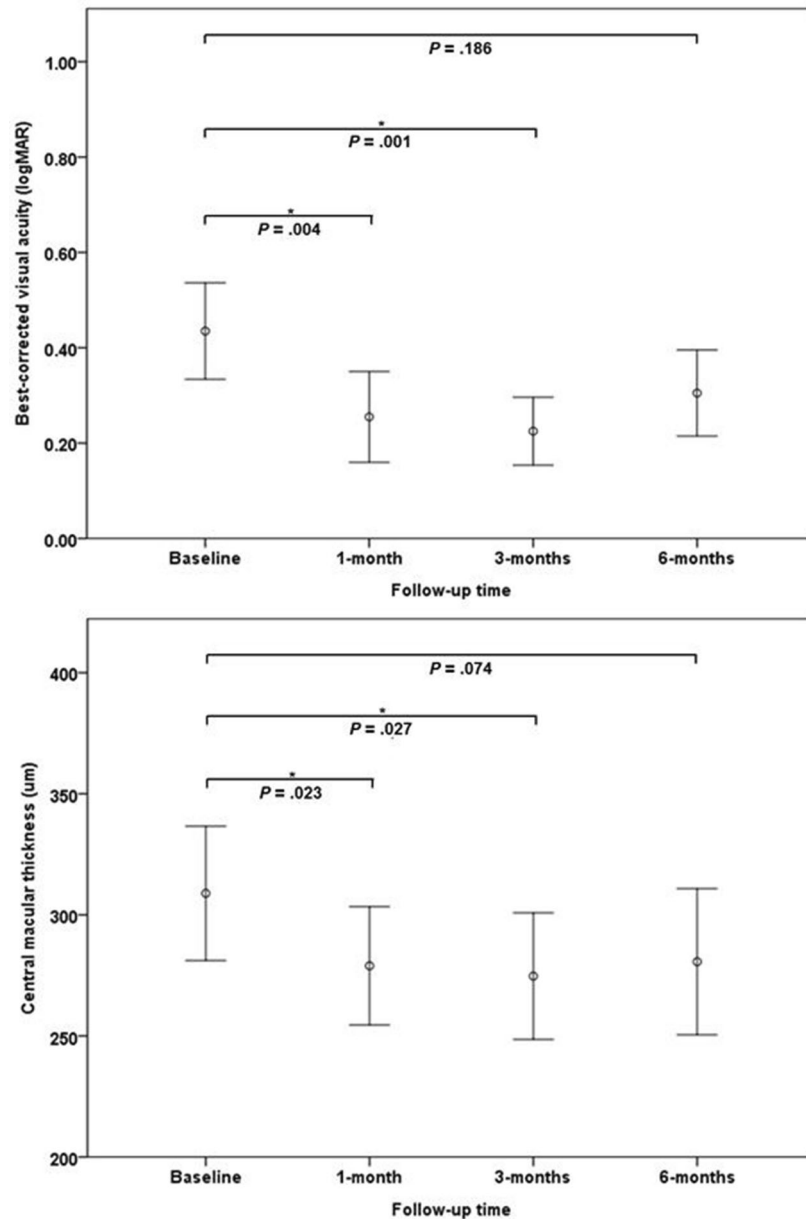 P = .186
*
P = .001
*
P = .004
Best-corrected visual acuity (logMAR)
1.00
0.80
0.60
0.40
0.20
0.00
Baseline 1-month 3-months 6-months
Follow-up time
P = .074
*
P = .027
*
P = .023
Central macular thickness (um)
400
350
300
250
200
Baseline 1-month 3-months 6-months
Follow-up time